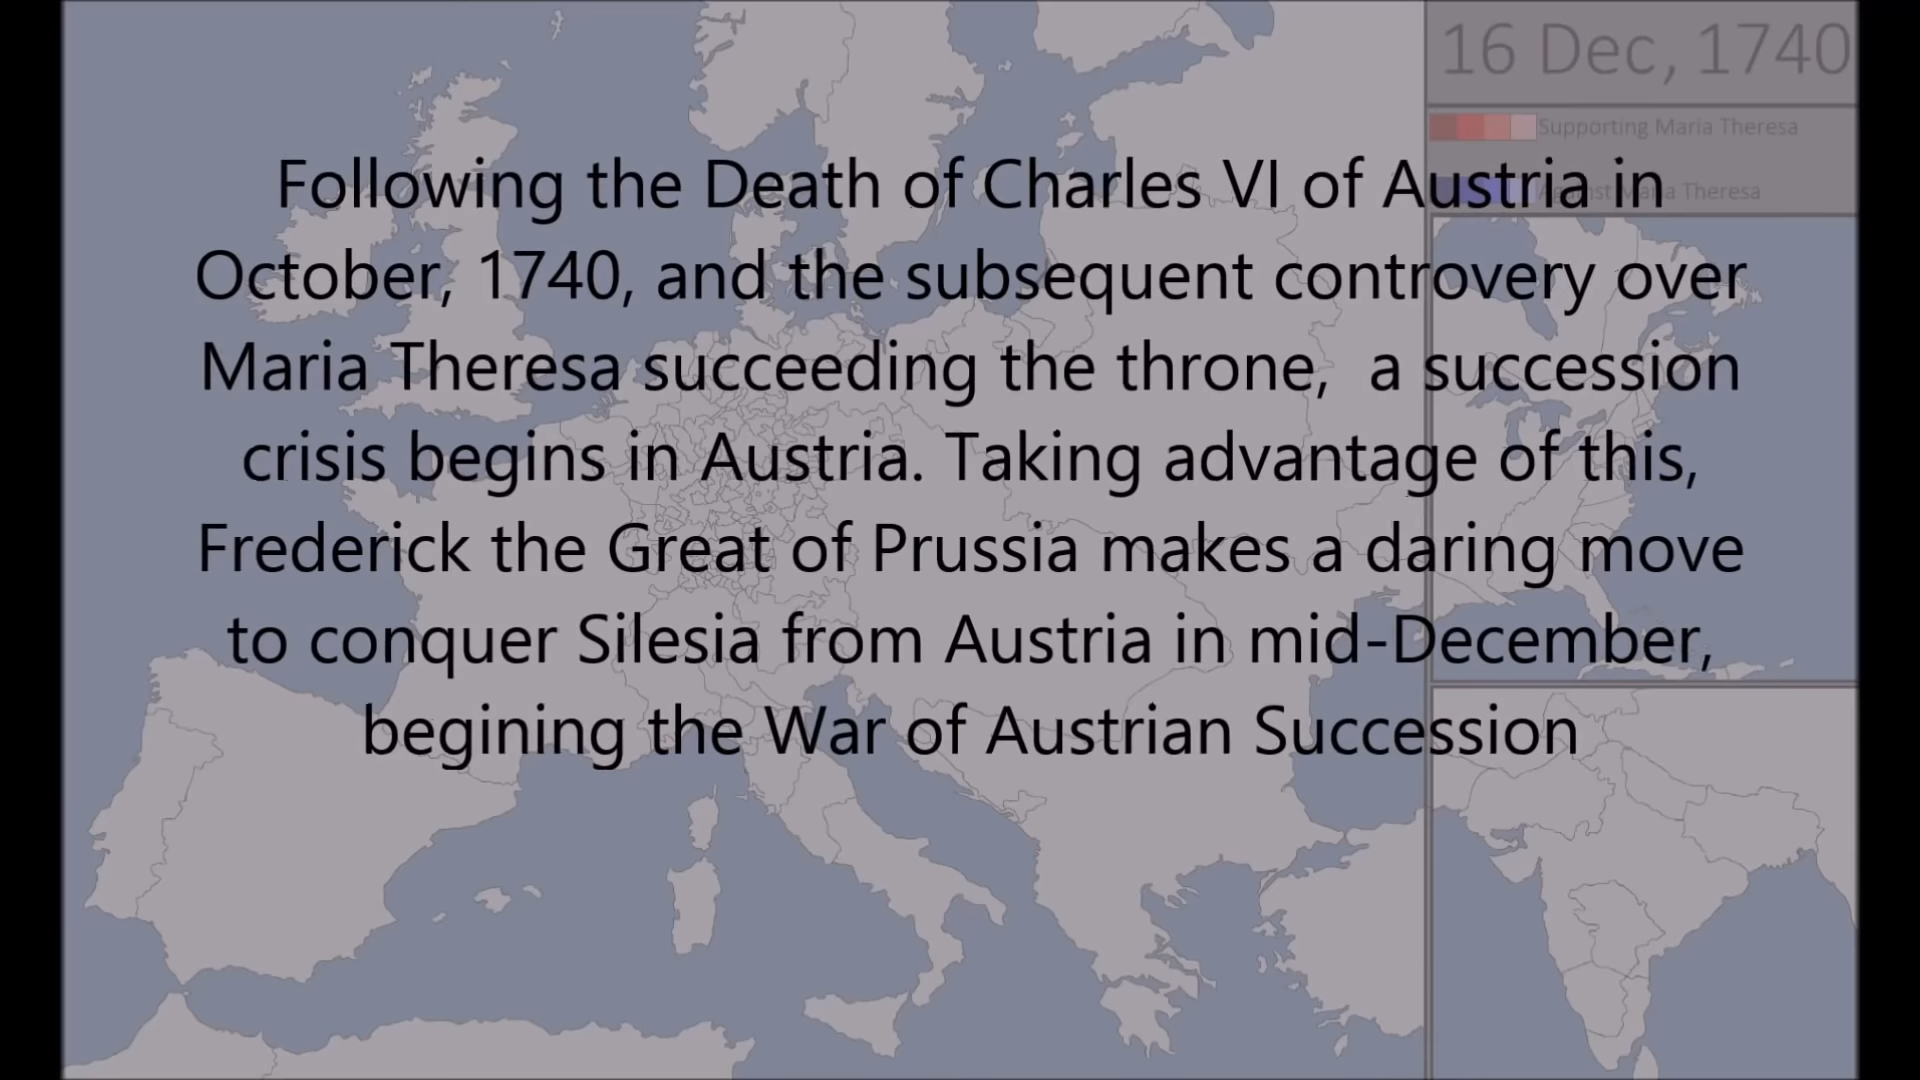 16 Dec, 1740
Supporting Maria Theresa
Against Maria Theresa
Following the Death of Charles VI of Austria in
October, 1740, and the subsequent controvery over
Maria Theresa succeeding the throne,  a succession
crisis begins in Austria. Taking advantage of this,
Frederick the Great of Prussia makes a daring move
to conquer Silesia from Austria in mid-December,
begining the War of Austrian Succession